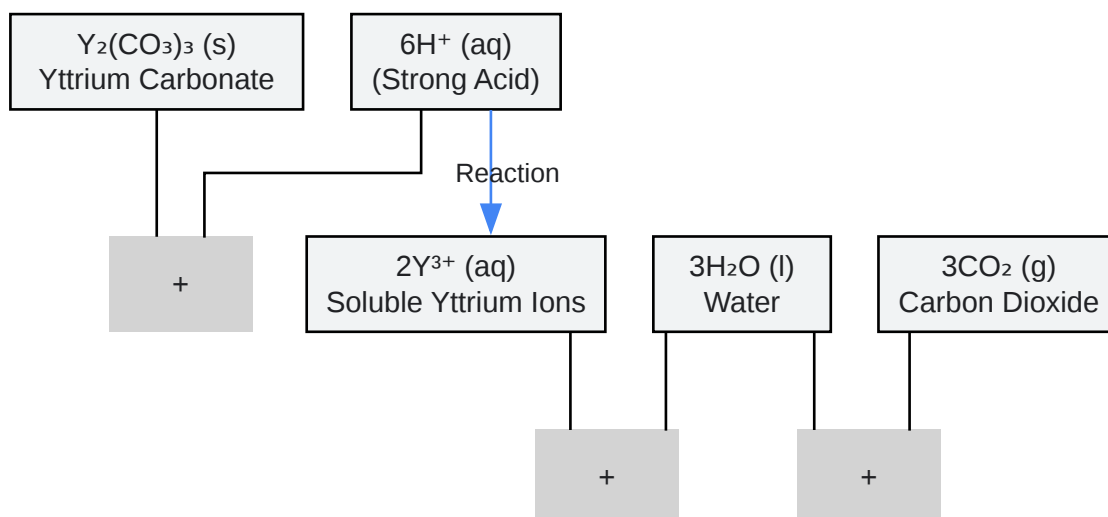 Y₂(CO₃)₃ (s)
Yttrium Carbonate
6H⁺ (aq)
(Strong Acid)
Reaction
+
2Y³⁺ (aq)
Soluble Yttrium Ions
3H₂O (l)
Water
3CO₂ (g)
Carbon Dioxide
+
+